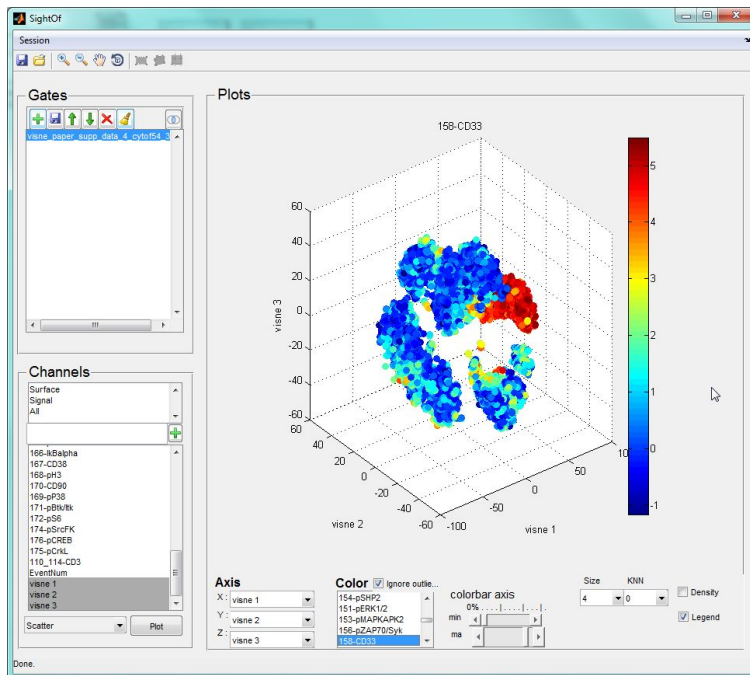 SightOf
Session
Gates
visne_paper_supp_data_4_cytof54_3
Channels
Surface
Signal
All
166-IkBalpha
167-CD38
168-pH3
170-CD90
169-pP38
171-pBtk/Itk
172-pS6
174-pSrcFK
176-pCREB
175-pCrkL
110_114-CD3
EventNum
visne 1
visne 2
visne 3
Scatter
Plot
Done.
Plots
158-CD33
60
40
20
0
-20
-40
-60
visne 3
60
40
20
0
-20
-40
-60
visne 2
-100
-50
0
50
10
visne 1
5
4
3
2
1
0
-1
Axis
X : visne 1
Y : visne 2
Z : visne 3
Color
Ignore outlie...
154-pSHP2
151-pERK1/2
153-pMAPKAPK2
156-pZAP70/Syk
158-CD33
colorbar axis
0%
min
ma
Size
4
KNN
0
Density
Legend